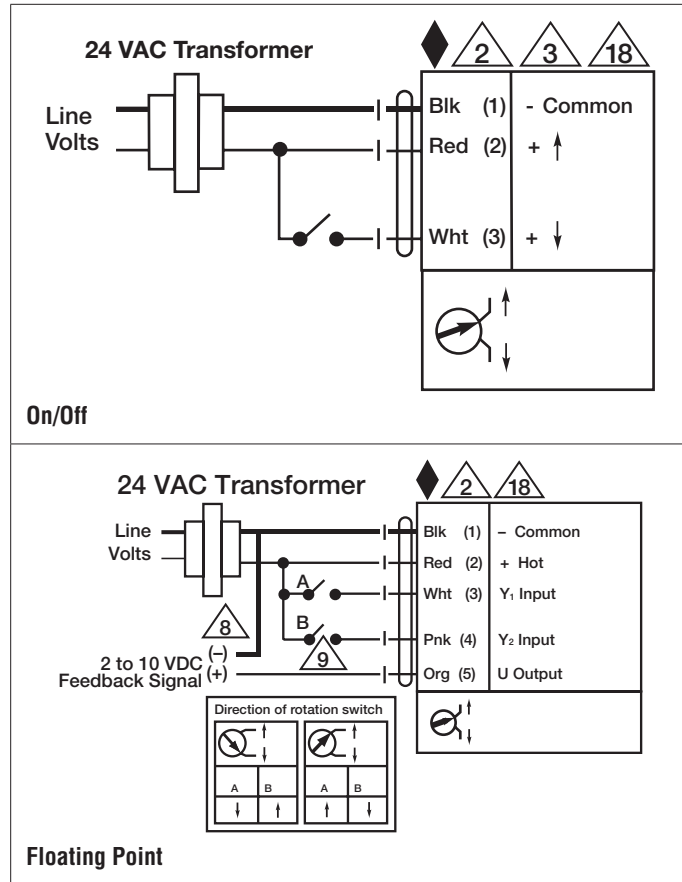 24 VAC Transformer
2 3 18
Line
Volts
Blk (1) - Common
Red (2) + ↑
Wht (3) + ↓
On/Off
24 VAC Transformer
2 18
Line
Volts
Blk (1) – Common
Red (2) + Hot
A
Wht (3) Y₁ Input
B
8
9
Pnk (4) Y₂ Input
2 to 10 VDC (–)
Feedback Signal (+)
Org (5) U Output
Direction of rotation switch
A B A B
↓ ↑ ↑ ↓
Floating Point